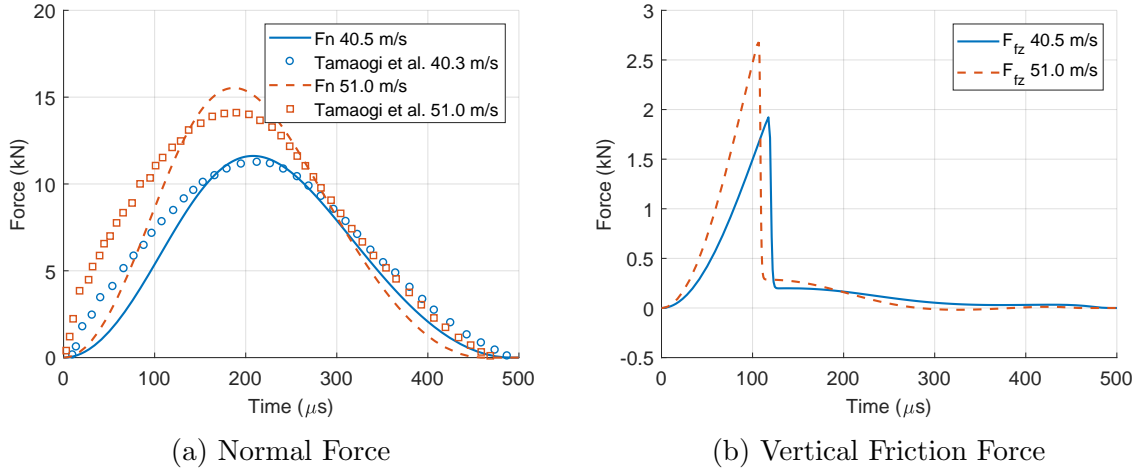 20
15
10
5
0
0 100 200 300 400 500
Force (kN)
Time (μs)
Fn 40.5 m/s
Tamaogi et al. 40.3 m/s
Fn 51.0 m/s
Tamaogi et al. 51.0 m/s
(a) Normal Force
3
2.5
2
1.5
1
0.5
0
-0.5
0 100 200 300 400 500
Force (kN)
Time (μs)
F_fz 40.5 m/s
F_fz 51.0 m/s
(b) Vertical Friction Force